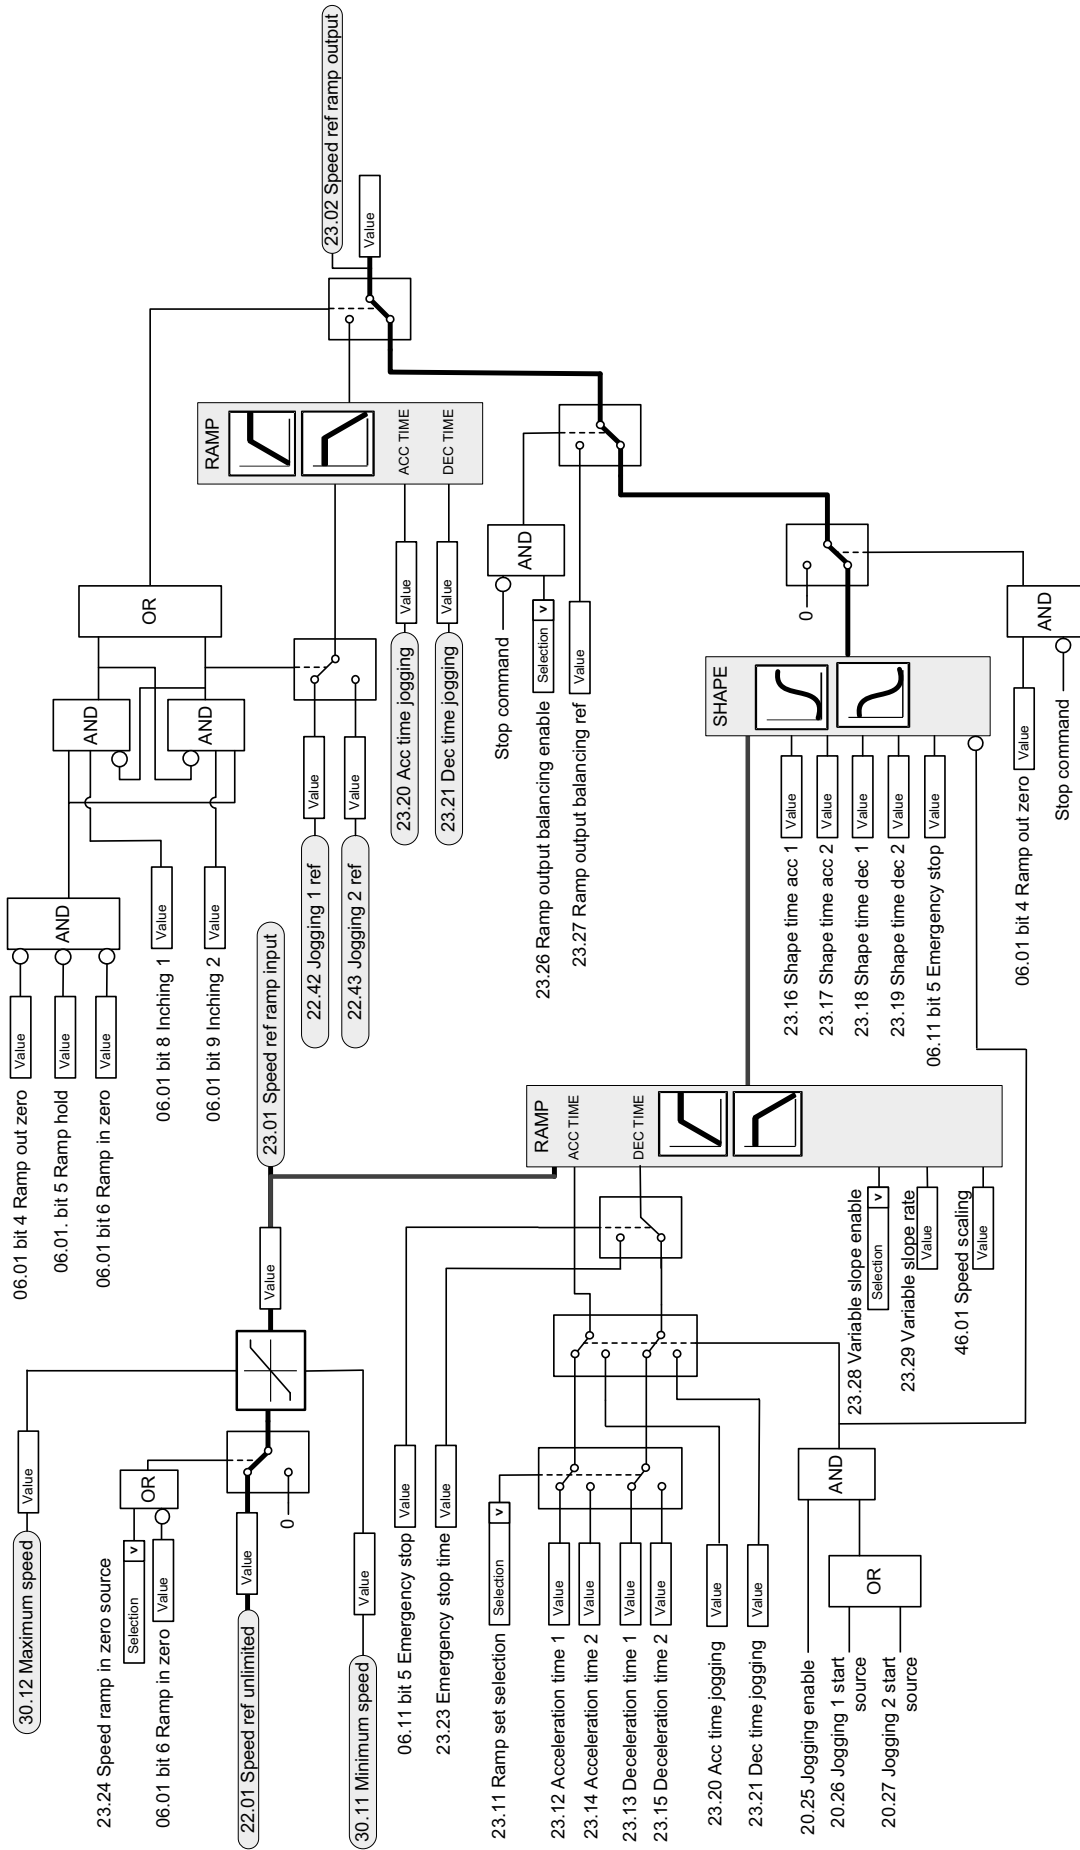 30.12 Maximum speed
Value
23.24 Speed ramp in zero source
Selection
v
OR
06.01 bit 6 Ramp in zero
Value
22.01 Speed ref unlimited
Value
0
30.11 Minimum speed
Value
Value
23.01 Speed ref ramp input
06.01 bit 4 Ramp out zero
Value
06.01. bit 5 Ramp hold
Value
06.01 bit 6 Ramp in zero
Value
AND
06.01 bit 8 Inching 1
Value
06.01 bit 9 Inching 2
Value
AND
AND
OR
22.42 Jogging 1 ref
Value
22.43 Jogging 2 ref
Value
23.20 Acc time jogging
Value
23.21 Dec time jogging
Value
RAMP
ACC TIME
DEC TIME
23.02 Speed ref ramp output
Value
Stop command
AND
23.26 Ramp output balancing enable
Selection
v
23.27 Ramp output balancing ref
Value
06.11 bit 5 Emergency stop
Value
23.23 Emergency stop time
Value
23.11 Ramp set selection
Selection
v
23.12 Acceleration time 1
Value
23.14 Acceleration time 2
Value
23.13 Deceleration time 1
Value
23.15 Deceleration time 2
Value
23.20 Acc time jogging
Value
23.21 Dec time jogging
Value
20.25 Jogging enable
20.26 Jogging 1 start
source
20.27 Jogging 2 start
source
OR
AND
RAMP
ACC TIME
DEC TIME
23.28 Variable slope enable
Selection
v
23.29 Variable slope rate
Value
46.01 Speed scaling
Value
SHAPE
23.16 Shape time acc 1
Value
23.17 Shape time acc 2
Value
23.18 Shape time dec 1
Value
23.19 Shape time dec 2
Value
06.11 bit 5 Emergency stop
Value
0
06.01 bit 4 Ramp out zero
Value
Stop command
AND